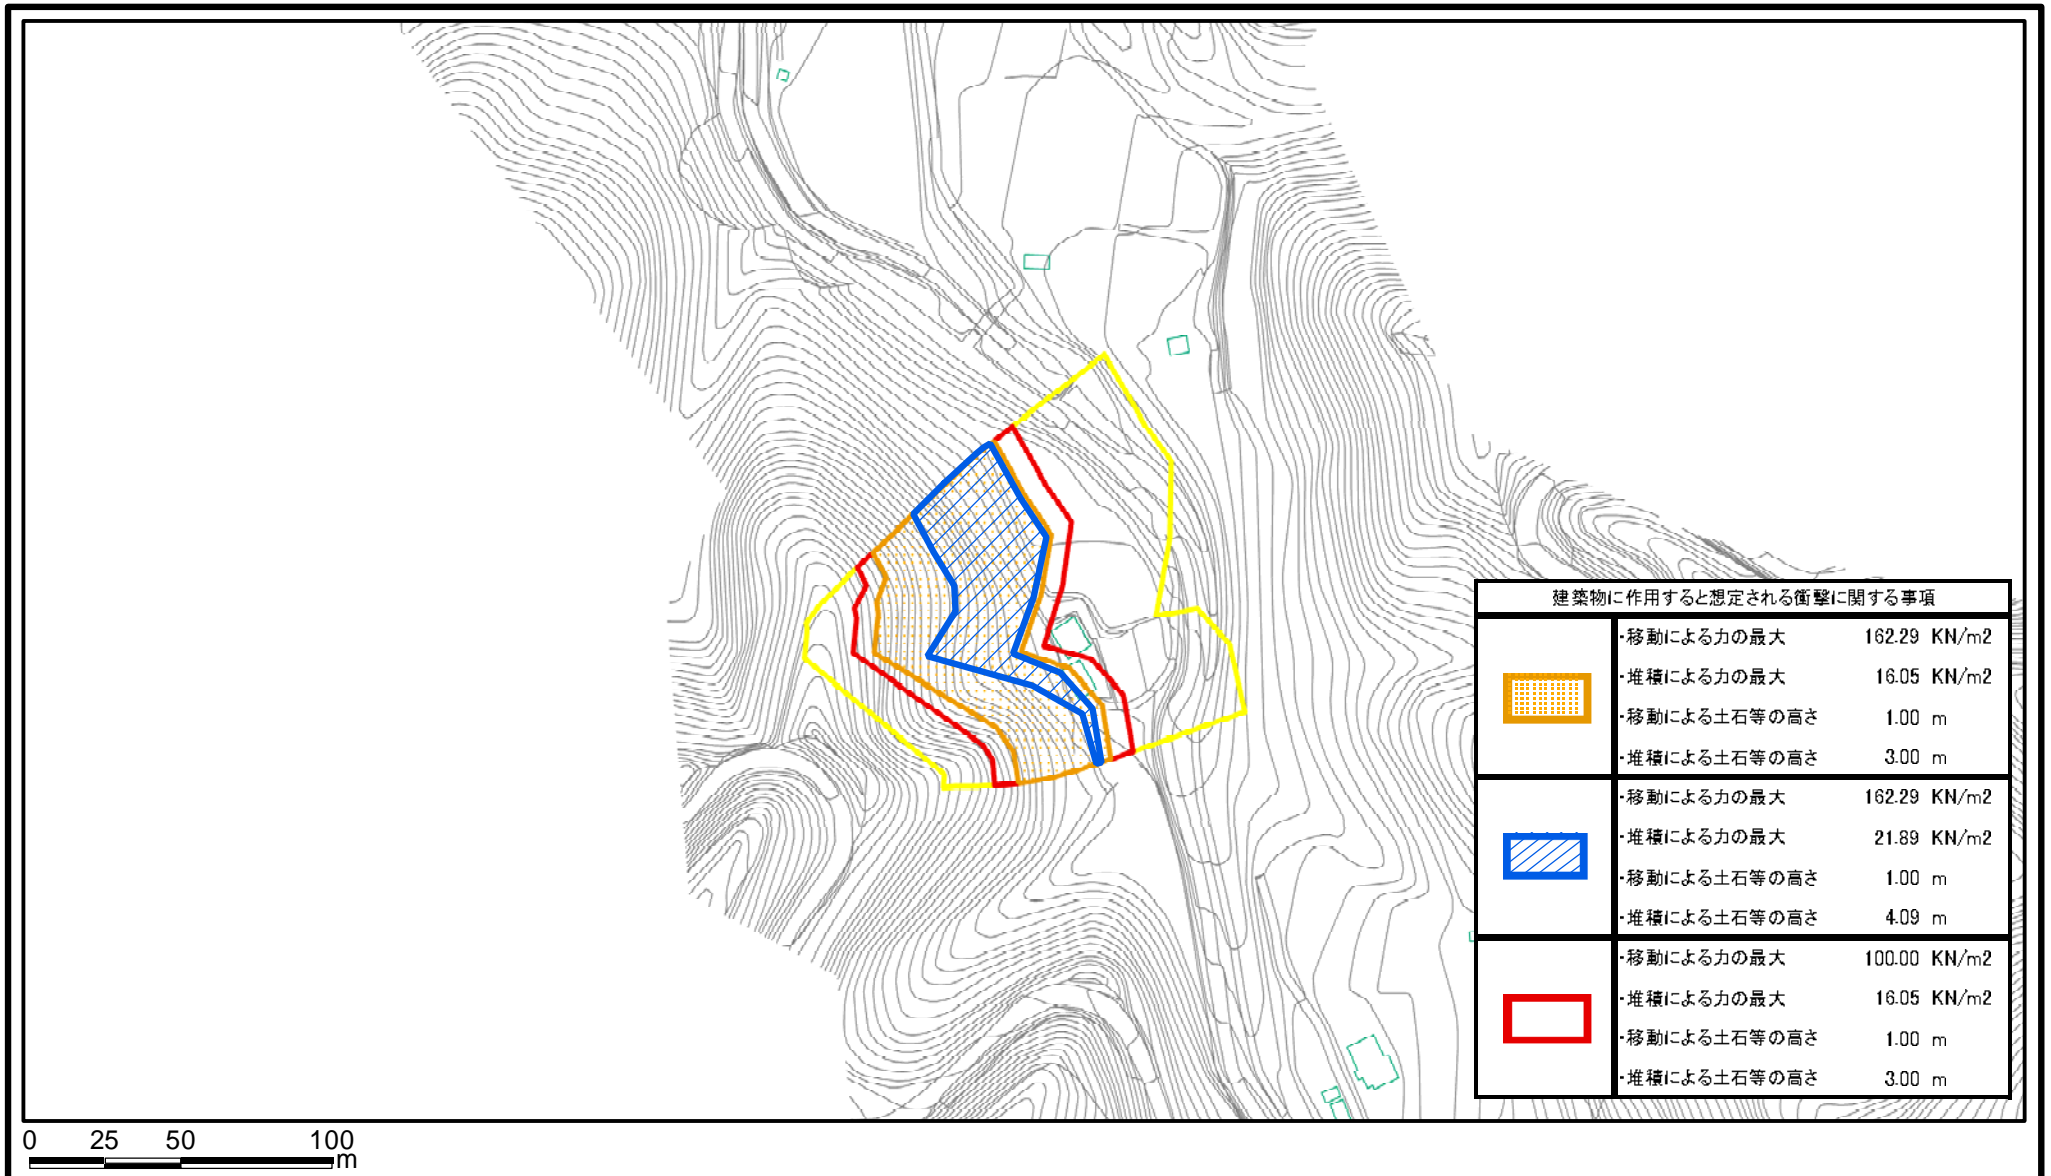 建築物に作用すると想定される衝撃に関する事項
・移動による力の最大 162.29 KN/m2
・堆積による力の最大 16.05 KN/m2
・移動による土石等の高さ 1.00 m
・堆積による土石等の高さ 3.00 m
・移動による力の最大 162.29 KN/m2
・堆積による力の最大 21.89 KN/m2
・移動による土石等の高さ 1.00 m
・堆積による土石等の高さ 4.09 m
・移動による力の最大 100.00 KN/m2
・堆積による力の最大 16.05 KN/m2
・移動による土石等の高さ 1.00 m
・堆積による土石等の高さ 3.00 m
0 25 50 100
m